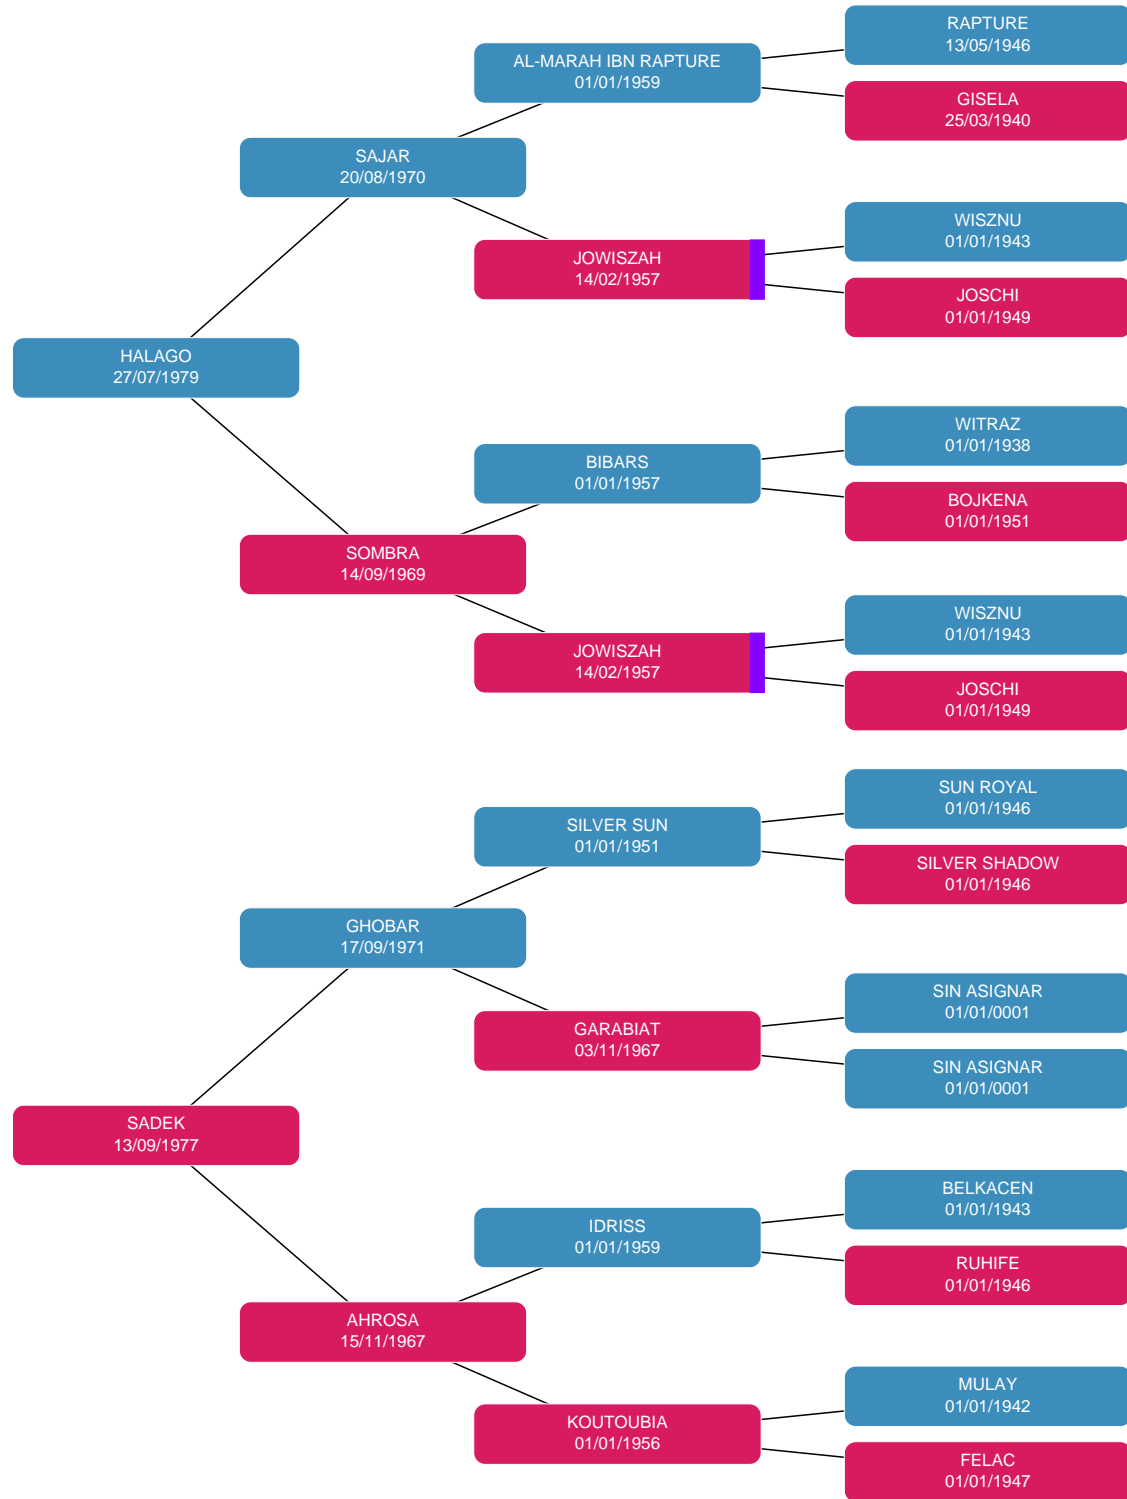 RAPTURE
13/05/1946
AL-MARAH IBN RAPTURE
01/01/1959
GISELA
25/03/1940
SAJAR
20/08/1970
WISZNU
01/01/1943
JOWISZAH
14/02/1957
JOSCHI
01/01/1949
HALAGO
27/07/1979
WITRAZ
01/01/1938
BIBARS
01/01/1957
BOJKENA
01/01/1951
SOMBRA
14/09/1969
WISZNU
01/01/1943
JOWISZAH
14/02/1957
JOSCHI
01/01/1949
SUN ROYAL
01/01/1946
SILVER SUN
01/01/1951
SILVER SHADOW
01/01/1946
GHOBAR
17/09/1971
SIN ASIGNAR
01/01/0001
GARABIAT
03/11/1967
SIN ASIGNAR
01/01/0001
SADEK
13/09/1977
BELKACEN
01/01/1943
IDRISS
01/01/1959
RUHIFE
01/01/1946
AHROSA
15/11/1967
MULAY
01/01/1942
KOUTOUBIA
01/01/1956
FELAC
01/01/1947